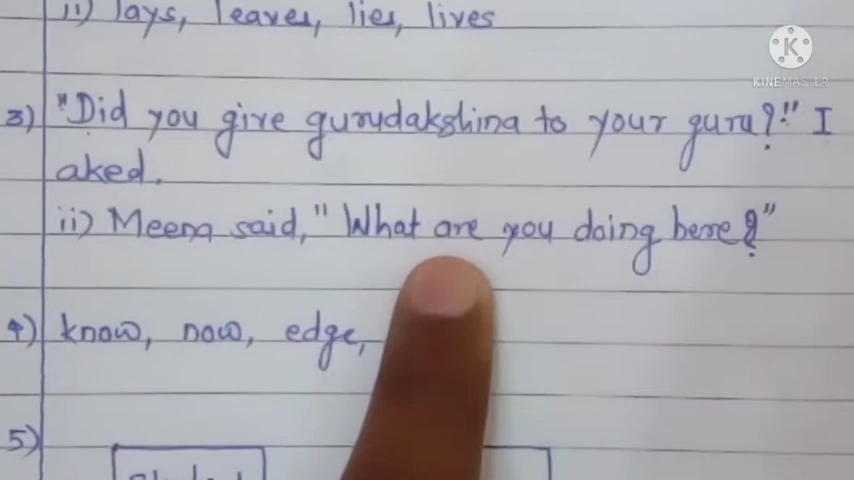 ii) lays, leaves, lies, lives
K
KINEMASTER
3) "Did you give gurudakshina to your guru?" I
aked.
ii) Meena said, "What are you doing here?"
4) know, now, edge,
5)